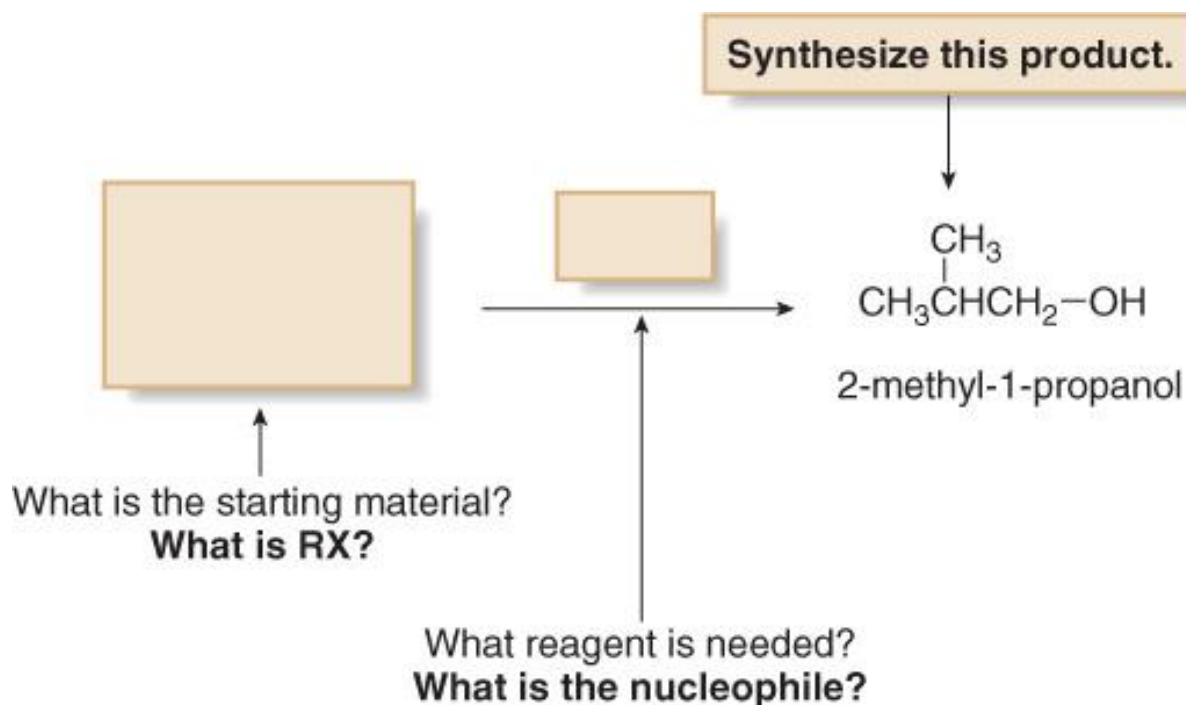 Synthesize this product.
CH₃
CH₃CHCH₂–OH
2-methyl-1-propanol
What is the starting material?
What is RX?
What reagent is needed?
What is the nucleophile?